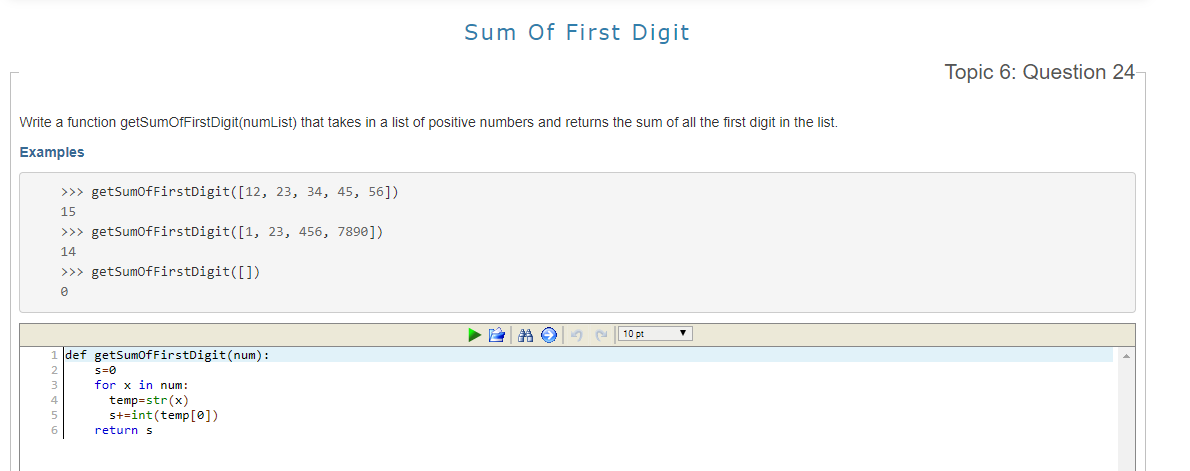 Sum Of First Digit
Topic 6: Question 24
Write a function getSumOfFirstDigit(numList) that takes in a list of positive numbers and returns the sum of all the first digit in the list.
Examples
>>> getSumOfFirstDigit([12, 23, 34, 45, 56])
15
>>> getSumOfFirstDigit([1, 23, 456, 7890])
14
>>> getSumOfFirstDigit([])
0
10 pt
1 def getSumOfFirstDigit(num):
2     s=0
3     for x in num:
4       temp=str(x)
5       s+=int(temp[0])
6     return s